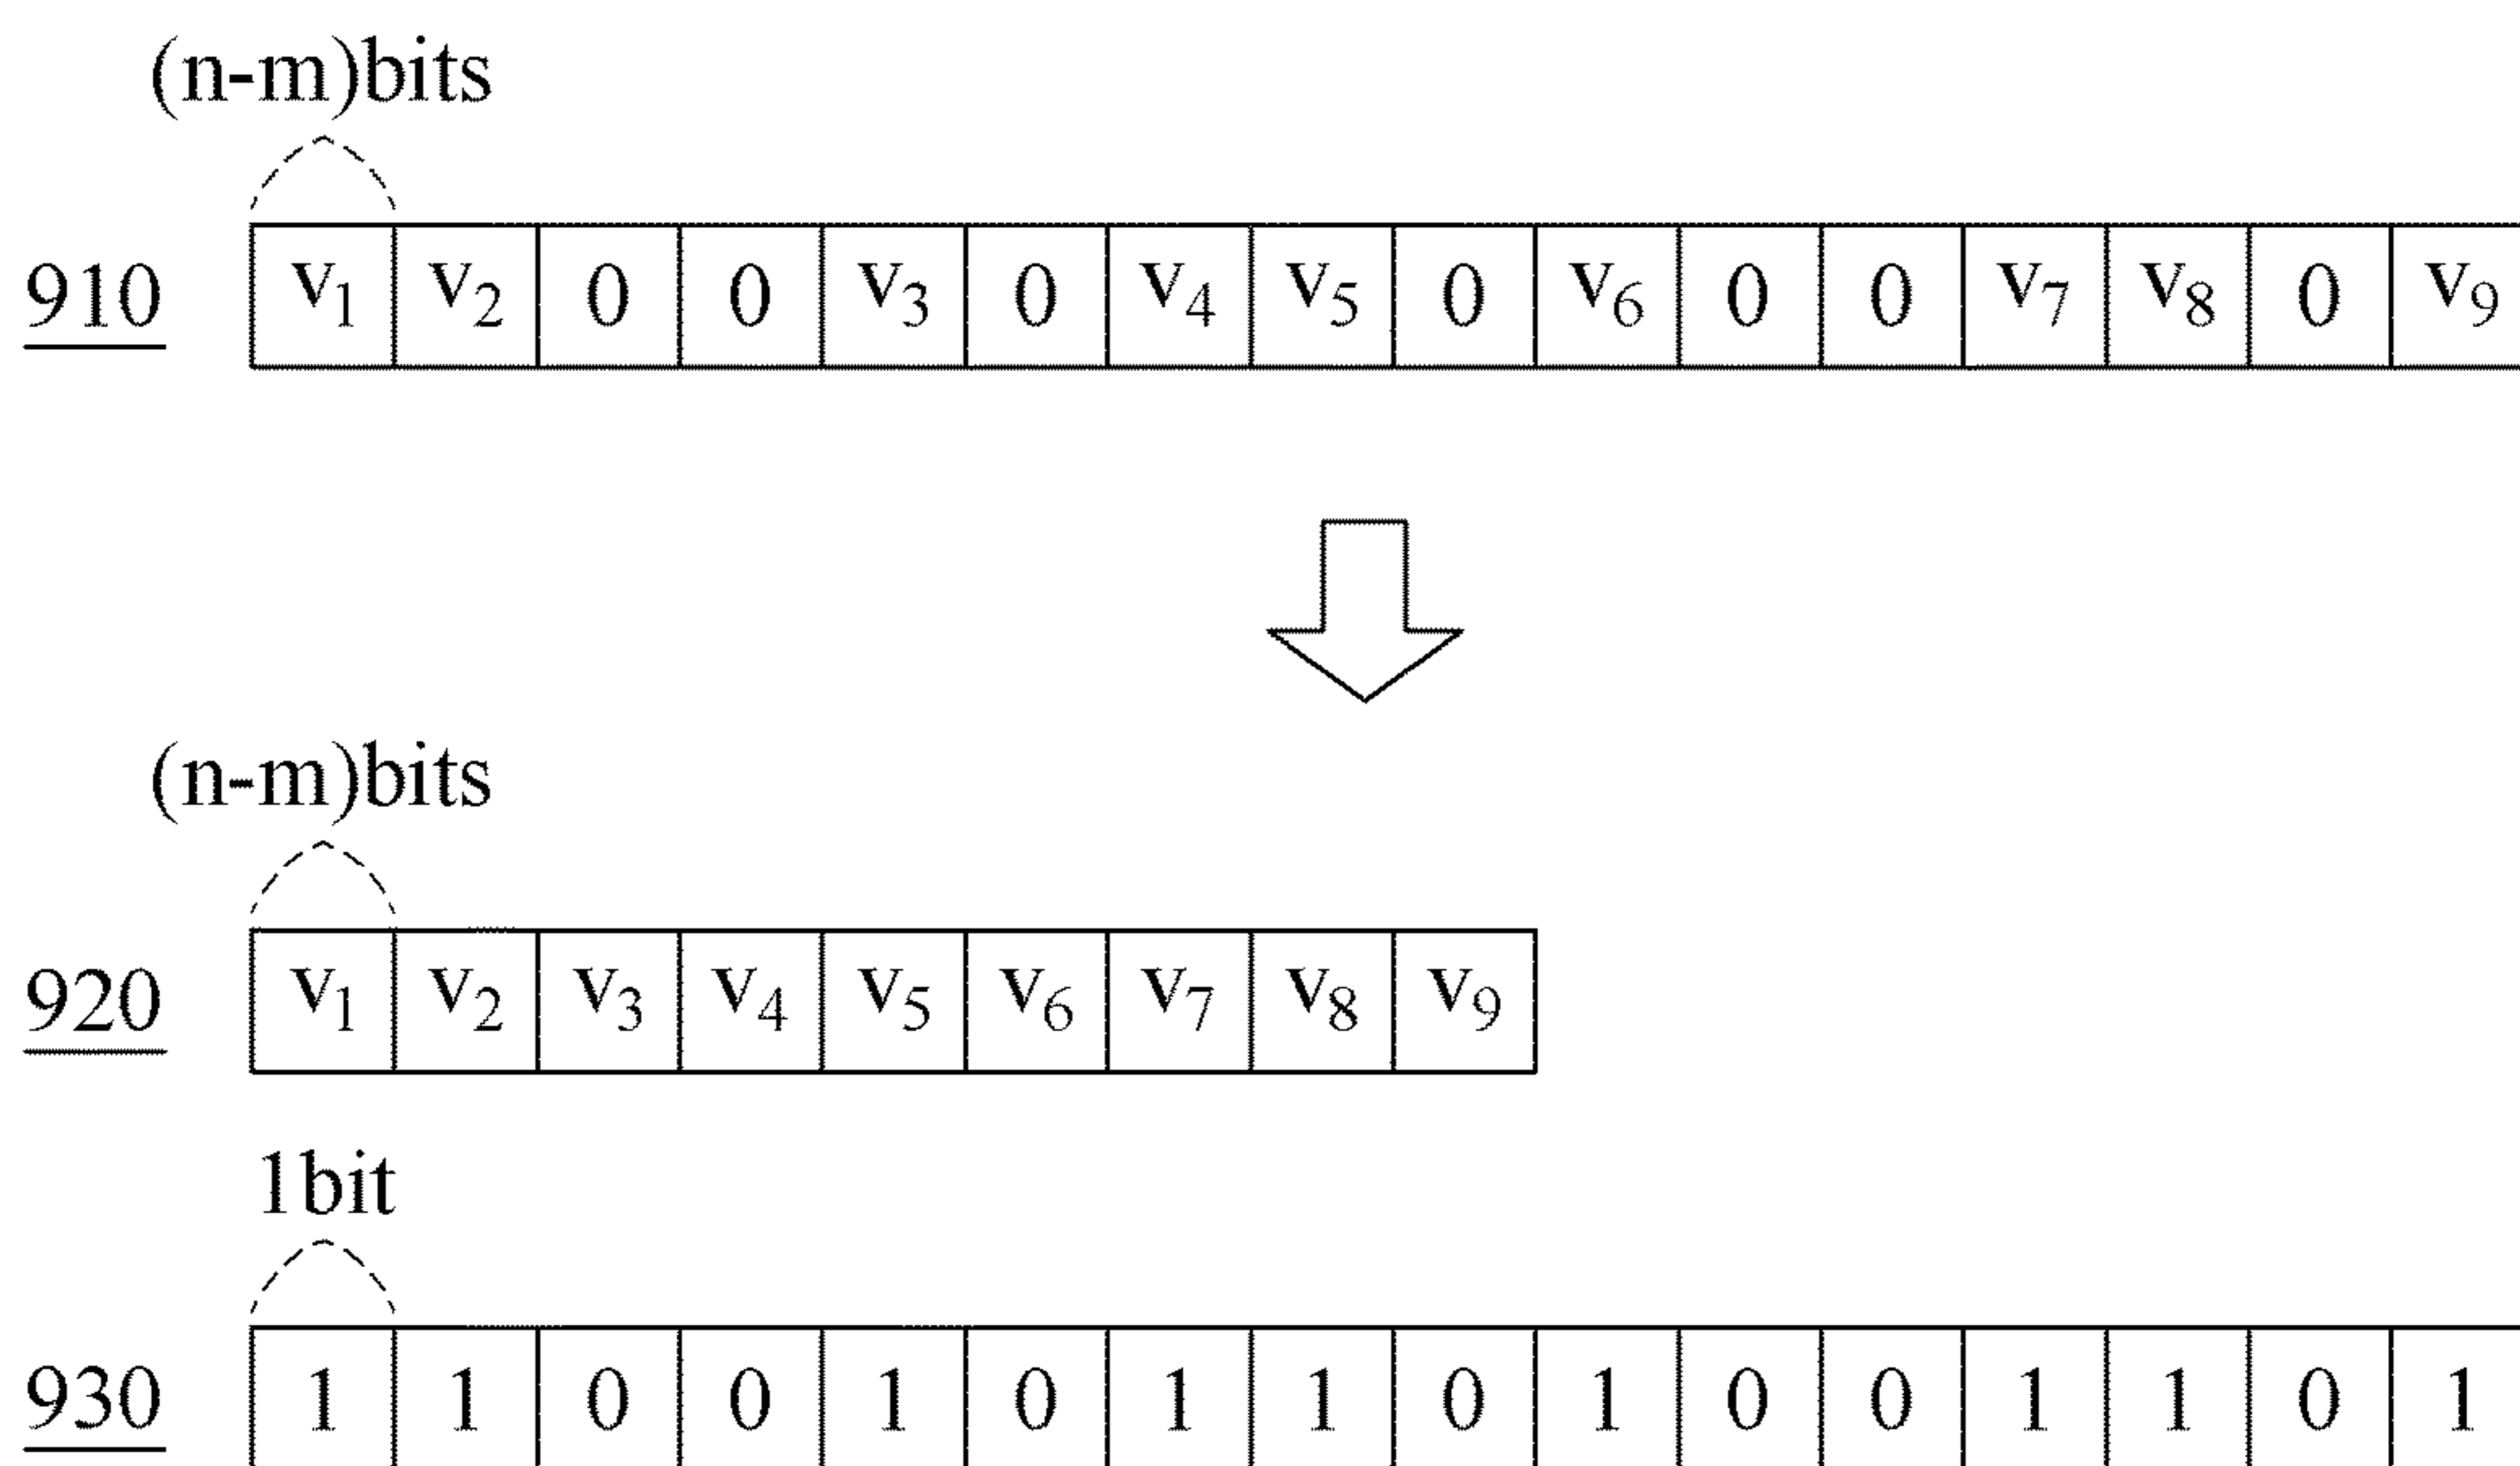 (n-m)bits
910 v₁ v₂ 0 0 v₃ 0 v₄ v₅ 0 v₆ 0 0 v₇ v₈ 0 v₉
(n-m)bits
920 v₁ v₂ v₃ v₄ v₅ v₆ v₇ v₈ v₉
1bit
930 1 1 0 0 1 0 1 1 0 1 0 0 1 1 0 1